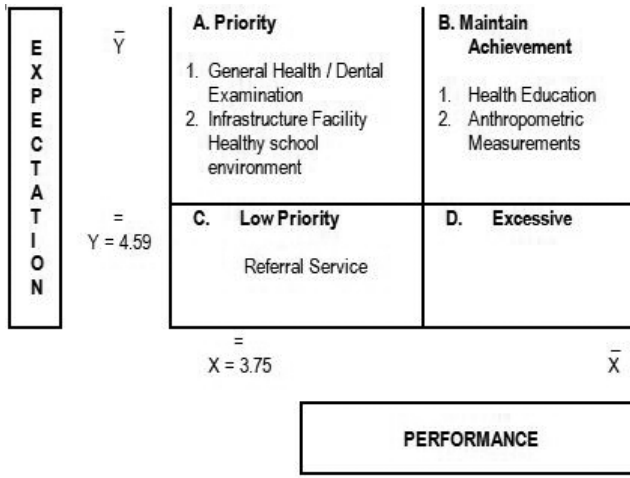 EXPECTATION
Y̅
A. Priority
1. General Health / Dental
Examination
2. Infrastructure Facility
Healthy school
environment
B. Maintain
Achievement
1. Health Education
2. Anthropometric
Measurements
=
Y = 4.59
C. Low Priority
Referral Service
D. Excessive
=
X = 3.75
X̅
PERFORMANCE